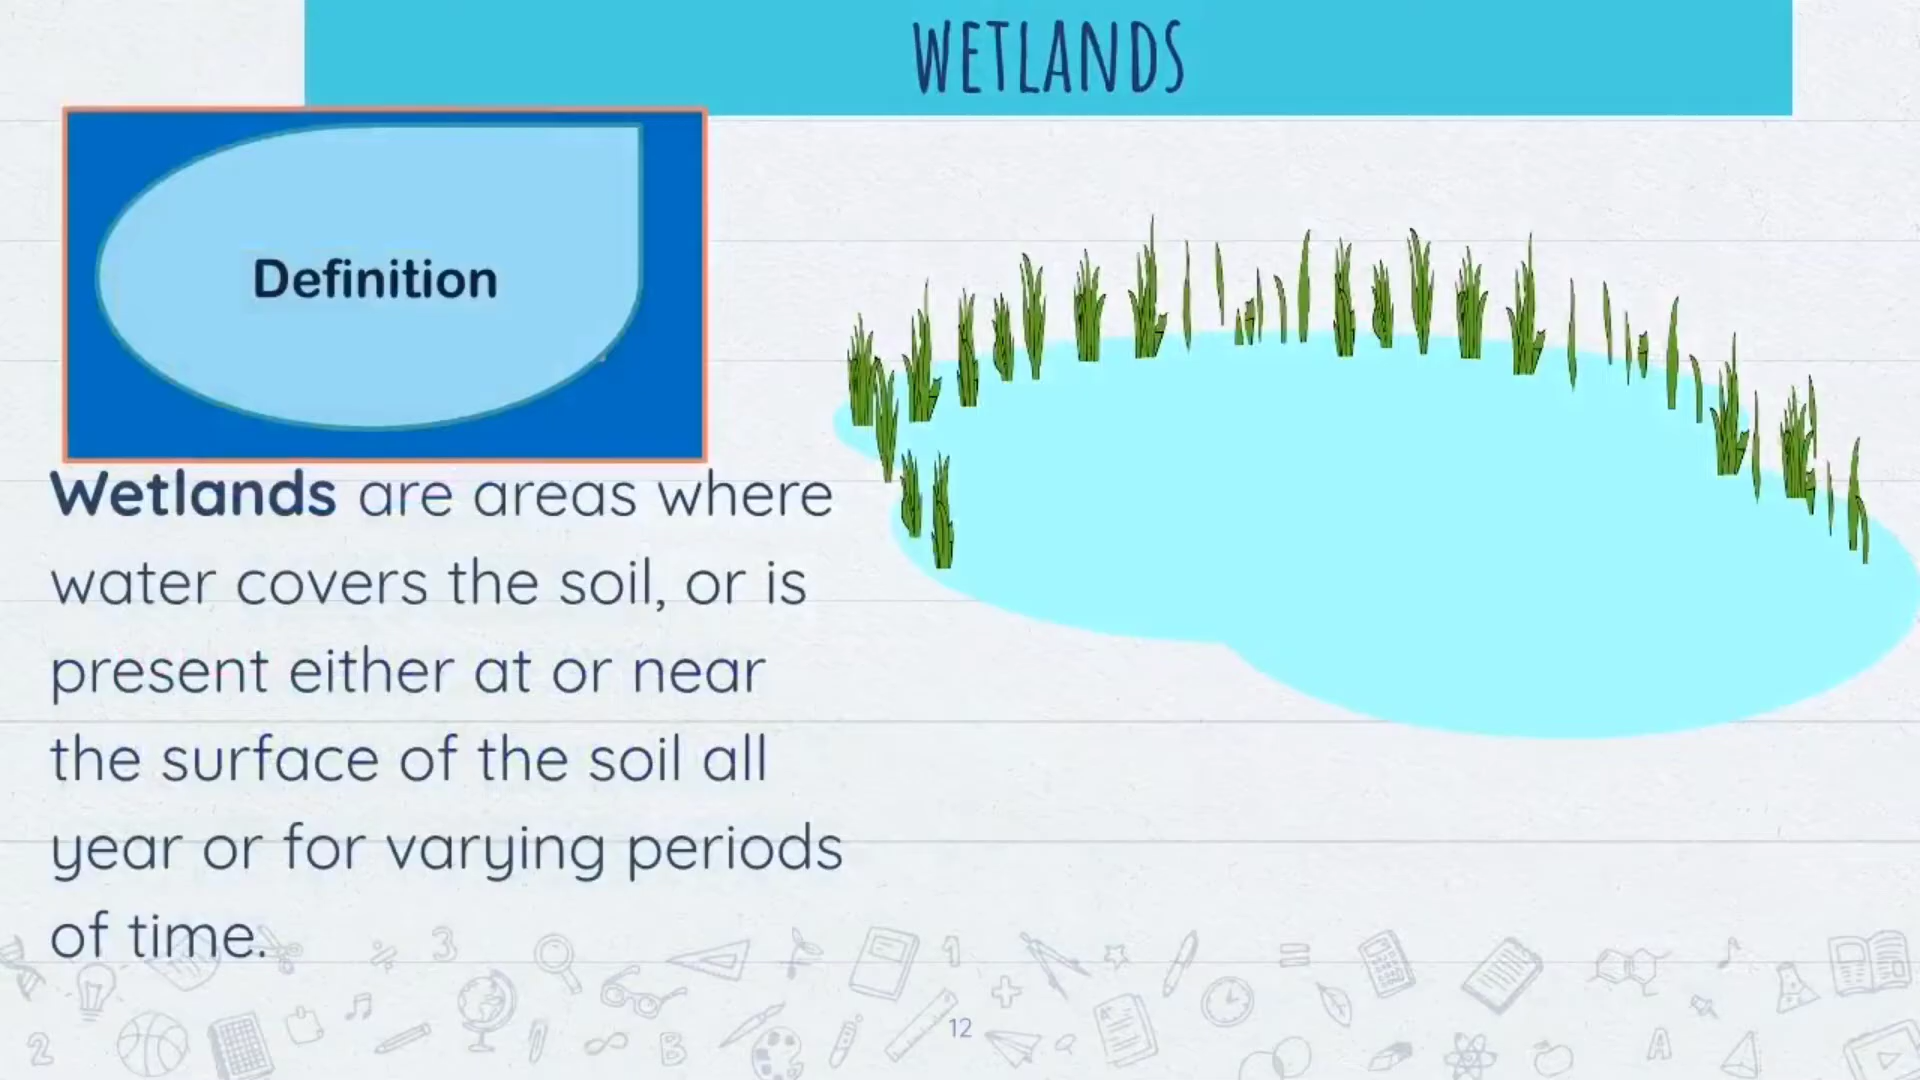 WETLANDS
Definition
Wetlands are areas where
water covers the soil, or is
present either at or near
the surface of the soil all
year or for varying periods
of time.
12